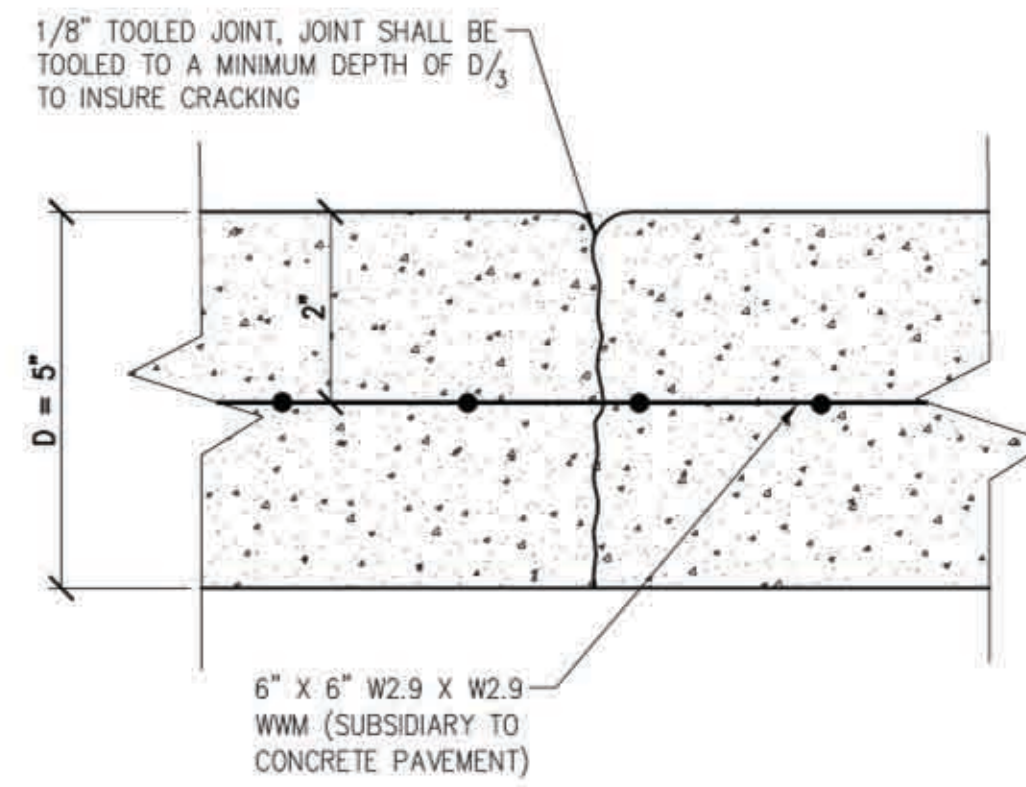 1/8" TOOLED JOINT, JOINT SHALL BE
TOOLED TO A MINIMUM DEPTH OF D/3
TO INSURE CRACKING
2"
D = 5"
6" X 6" W2.9 X W2.9
WWM (SUBSIDIARY TO
CONCRETE PAVEMENT)